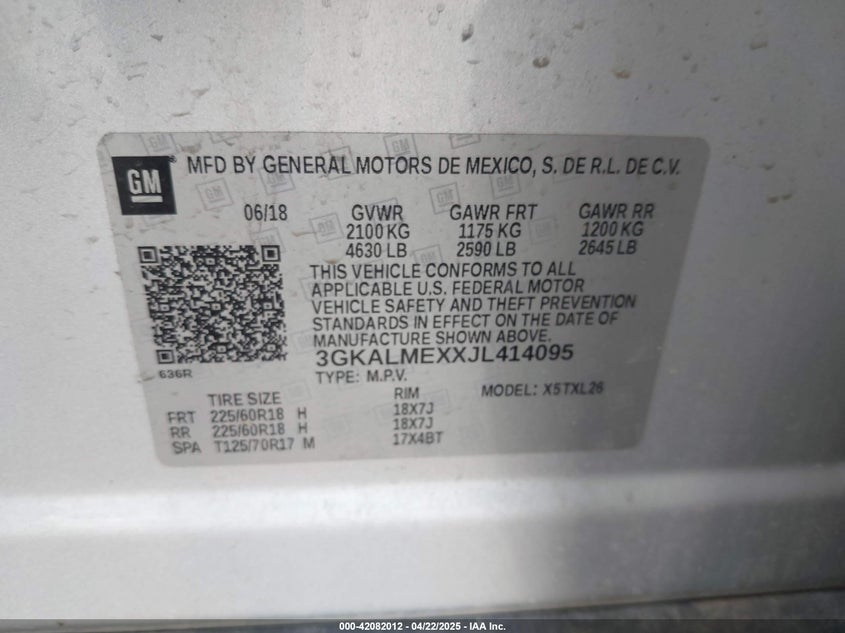 GM ® MFD BY GENERAL MOTORS DE MEXICO, S. DE R.L. DE C.V.
06/18 GVWR GAWR FRT GAWR RR
2100 KG 1175 KG 1200 KG
4630 LB 2590 LB 2645 LB
THIS VEHICLE CONFORMS TO ALL
APPLICABLE U.S. FEDERAL MOTOR
VEHICLE SAFETY AND THEFT PREVENTION
STANDARDS IN EFFECT ON THE DATE OF
MANUFACTURE SHOWN ABOVE.
3GKALMEXXJL414095
636R
TYPE: M.P.V. MODEL: X5TXL26
TIRE SIZE RIM
FRT 225/60R18 H 18X7J
RR 225/60R18 H 18X7J
SPA T125/70R17 M 17X4BT
000-42082012 - 04/22/2025 - IAA Inc.